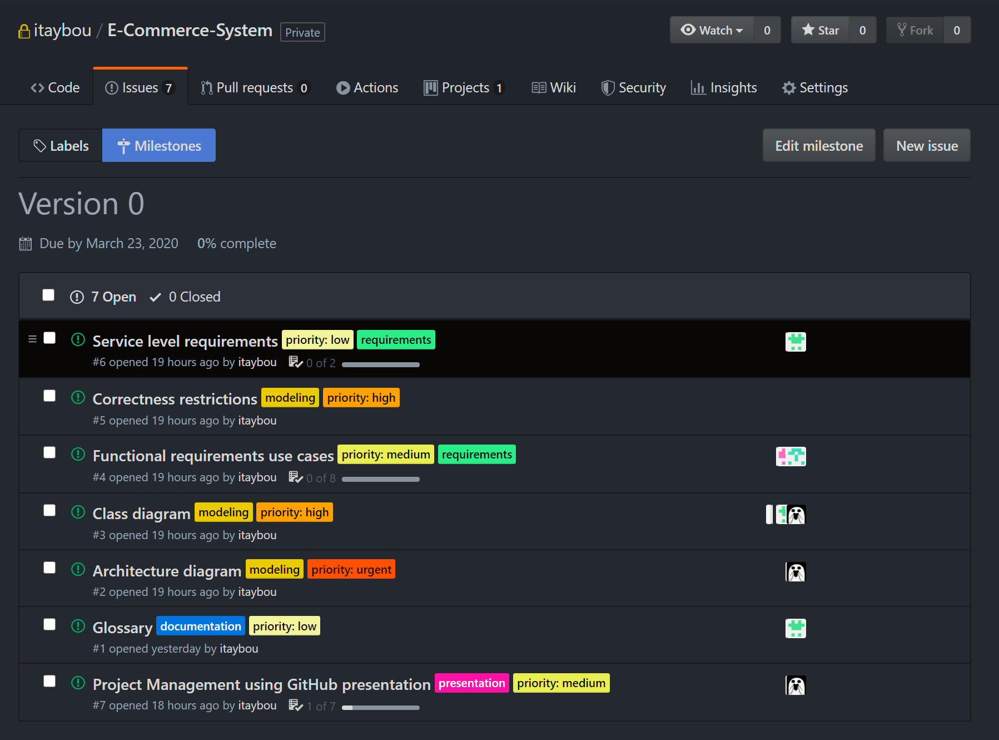 itaybou / E-Commerce-System Private Watch 0 Star 0 Fork 0
Code Issues 7 Pull requests 0 Actions Projects 1 Wiki Security Insights Settings
Labels Milestones Edit milestone New issue
Version 0
Due by March 23, 2020 0% complete
7 Open 0 Closed
Service level requirements priority: low requirements
#6 opened 19 hours ago by itaybou 0 of 2
Correctness restrictions modeling priority: high
#5 opened 19 hours ago by itaybou
Functional requirements use cases priority: medium requirements
#4 opened 19 hours ago by itaybou 0 of 8
Class diagram modeling priority: high
#3 opened 19 hours ago by itaybou
Architecture diagram modeling priority: urgent
#2 opened 19 hours ago by itaybou
Glossary documentation priority: low
#1 opened yesterday by itaybou
Project Management using GitHub presentation presentation priority: medium
#7 opened 18 hours ago by itaybou 1 of 7